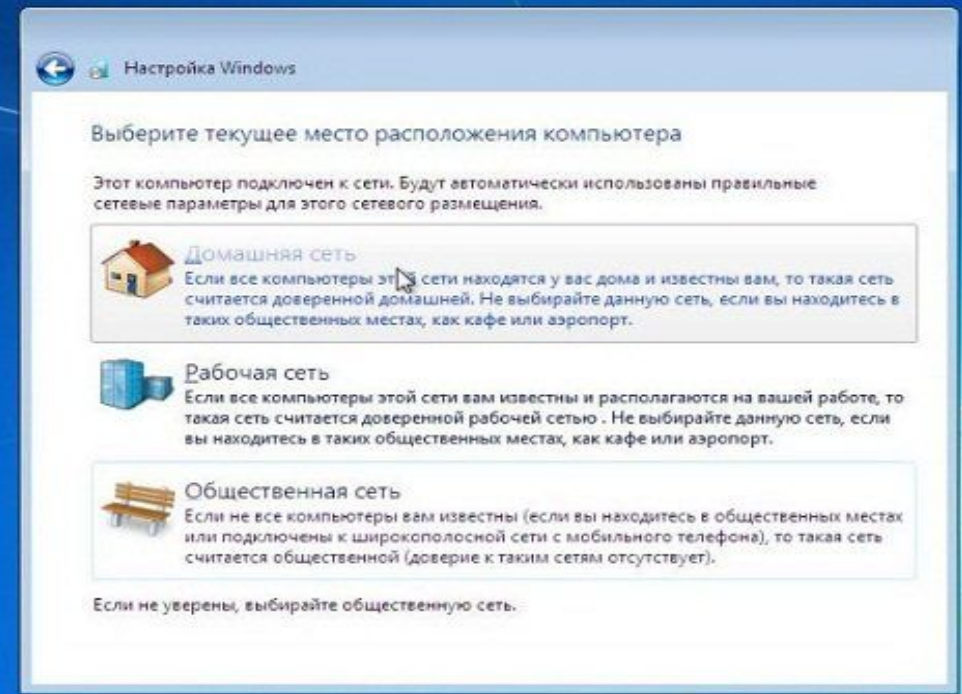 Настройка Windows
Выберите текущее место расположения компьютера
Этот компьютер подключен к сети. Будут автоматически использованы правильные
сетевые параметры для этого сетевого размещения.
Домашняя сеть
Если все компьютеры этой сети находятся у вас дома и известны вам, то такая сеть
считается доверенной домашней. Не выбирайте данную сеть, если вы находитесь в
таких общественных местах, как кафе или аэропорт.
Рабочая сеть
Если все компьютеры этой сети вам известны и располагаются на вашей работе, то
такая сеть считается доверенной рабочей сетью . Не выбирайте данную сеть, если
вы находитесь в таких общественных местах, как кафе или аэропорт.
Общественная сеть
Если не все компьютеры вам известны (если вы находитесь в общественных местах
или подключены к широкополосной сети с мобильного телефона), то такая сеть
считается общественной (доверие к таким сетям отсутствует).
Если не уверены, выбирайте общественную сеть.